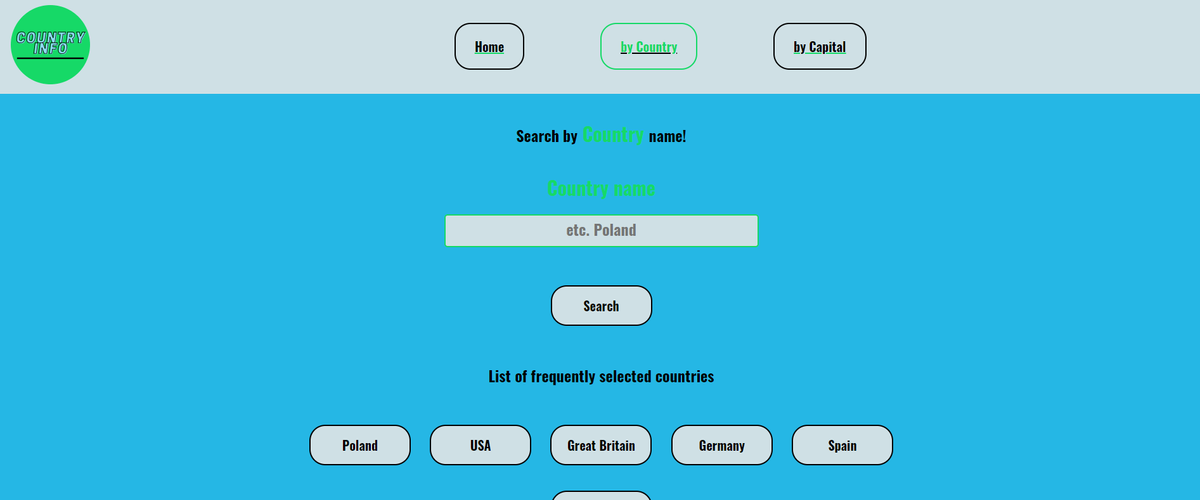 COUNTRY
INFO
Home
by Country
by Capital
Search by Country name!
Country name
etc. Poland
Search
List of frequently selected countries
Poland
USA
Great Britain
Germany
Spain